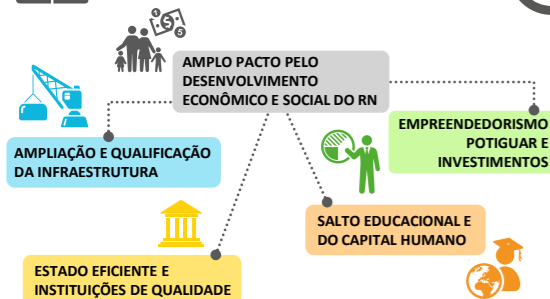 AMPLO PACTO PELO
DESENVOLVIMENTO
ECONÔMICO E SOCIAL DO RN
EMPREENDEDORISMO
POTIGUAR E
INVESTIMENTOS
AMPLIAÇÃO E QUALIFICAÇÃO
DA INFRAESTRUTURA
SALTO EDUCACIONAL E
DO CAPITAL HUMANO
ESTADO EFICIENTE E
INSTITUIÇÕES DE QUALIDADE